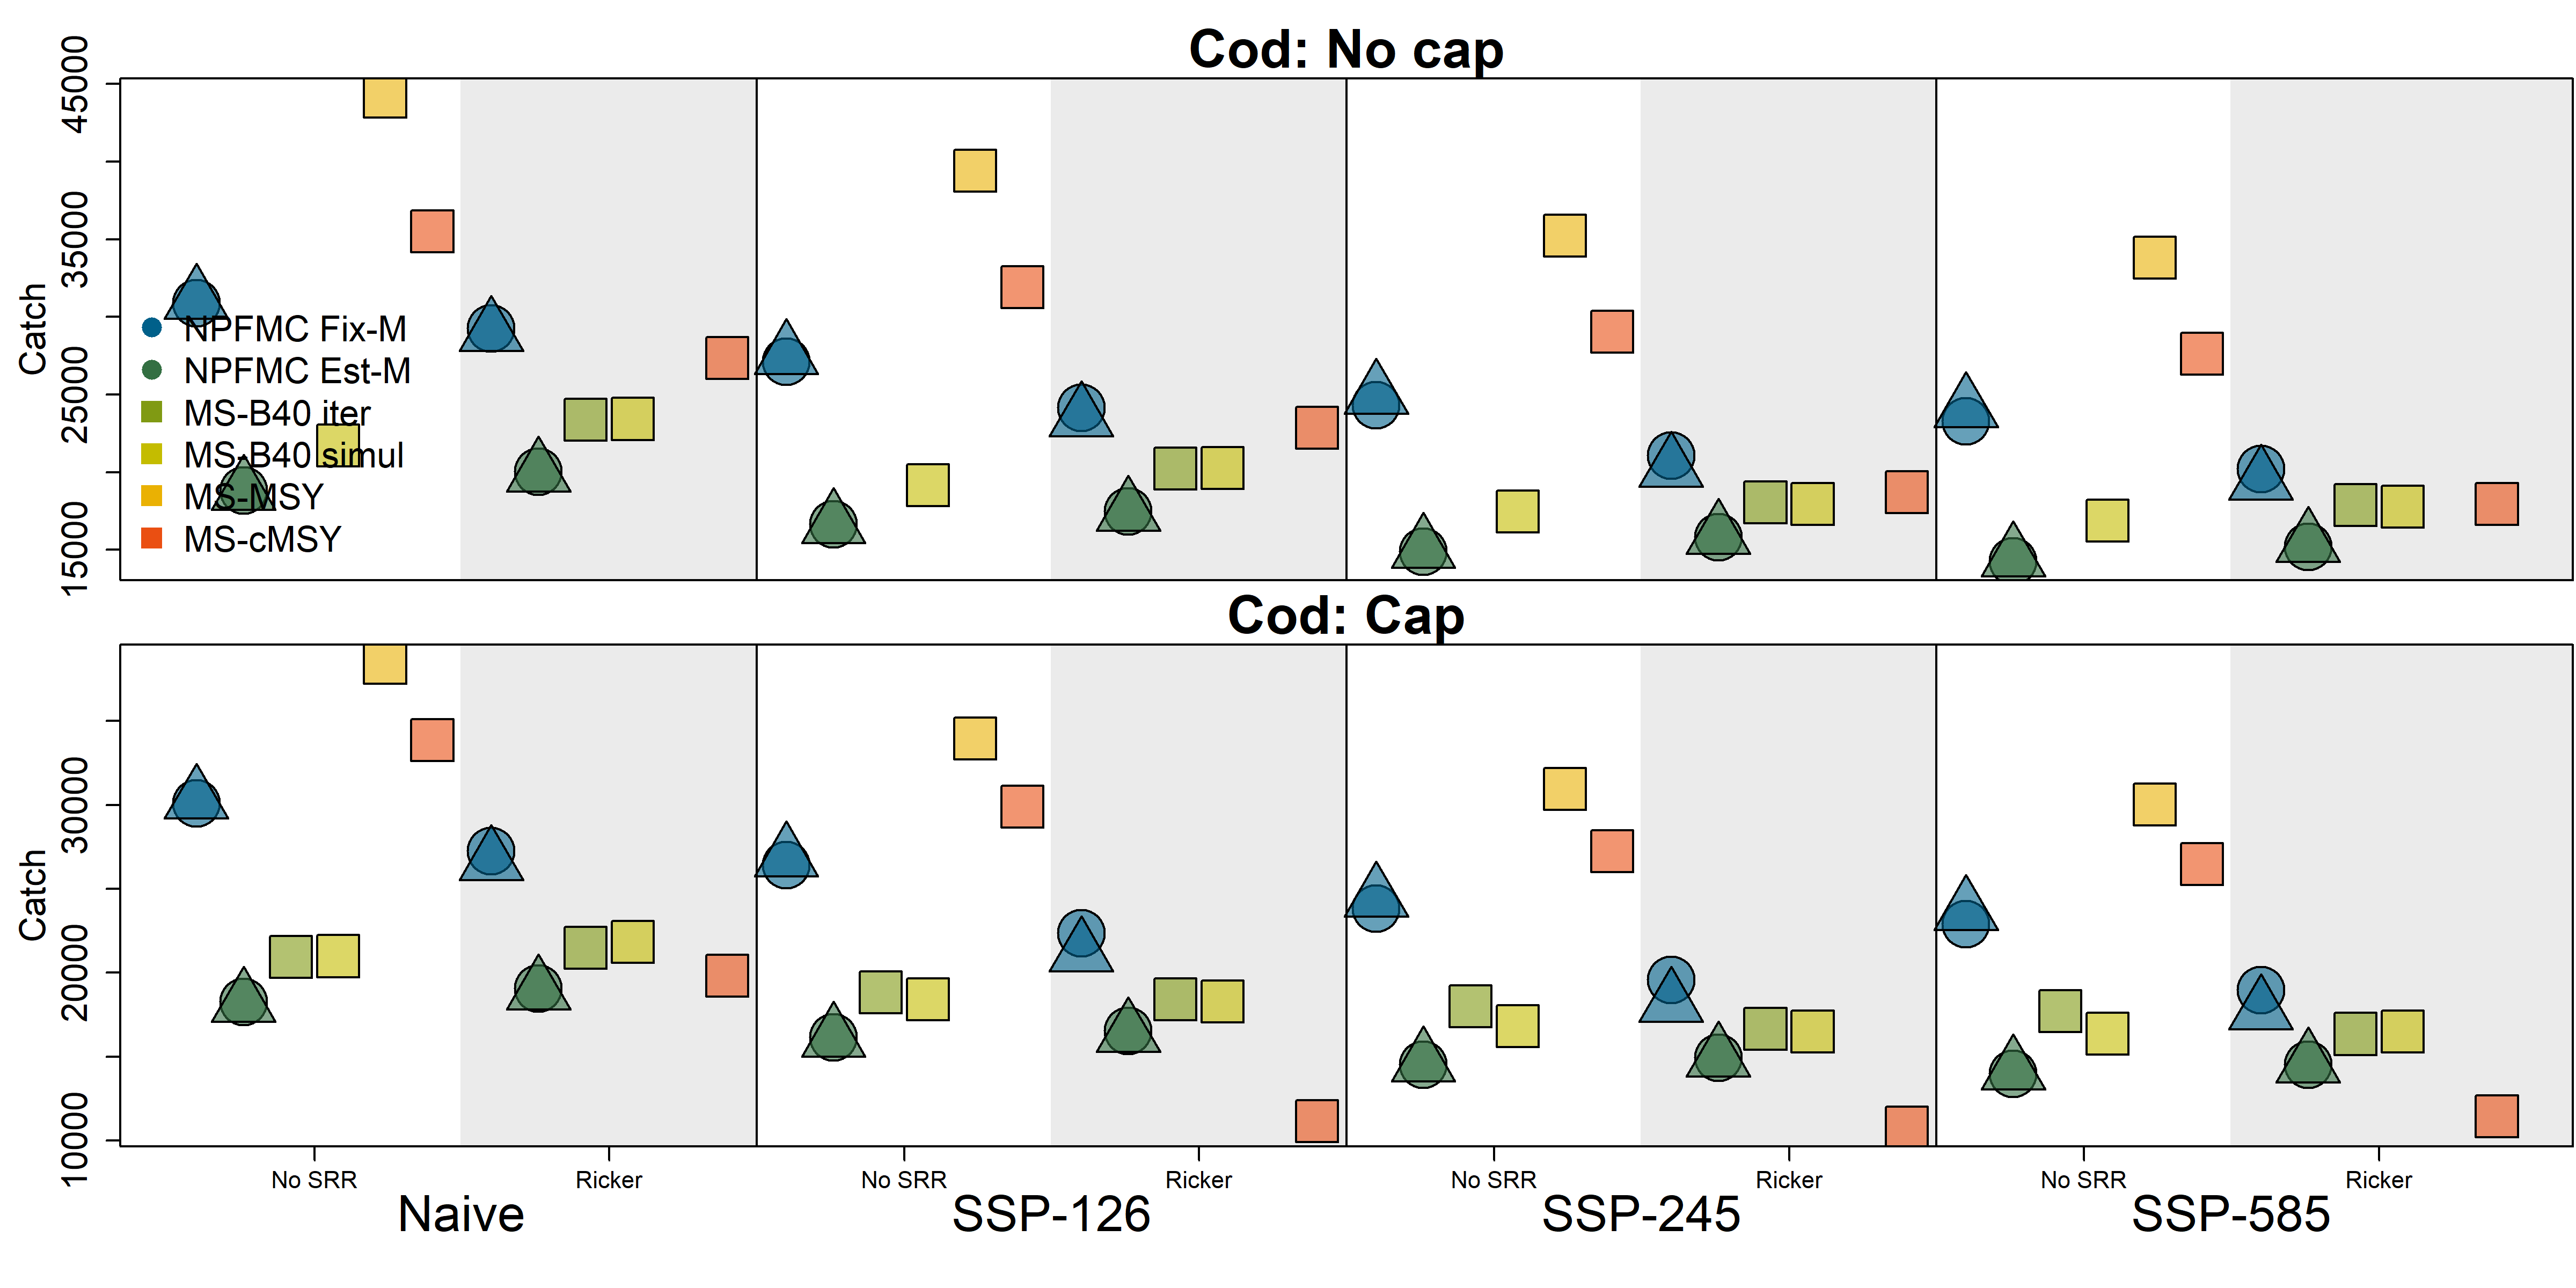 Cod: No cap
45000
35000
25000
15000
Catch
NPFMC Fix-M
NPFMC Est-M
MS-B40 iter
MS-B40 simul
MS-MSY
MS-cMSY
Cod: Cap
30000
20000
10000
Catch
No SRR Ricker No SRR Ricker No SRR Ricker No SRR Ricker
Naive SSP-126 SSP-245 SSP-585